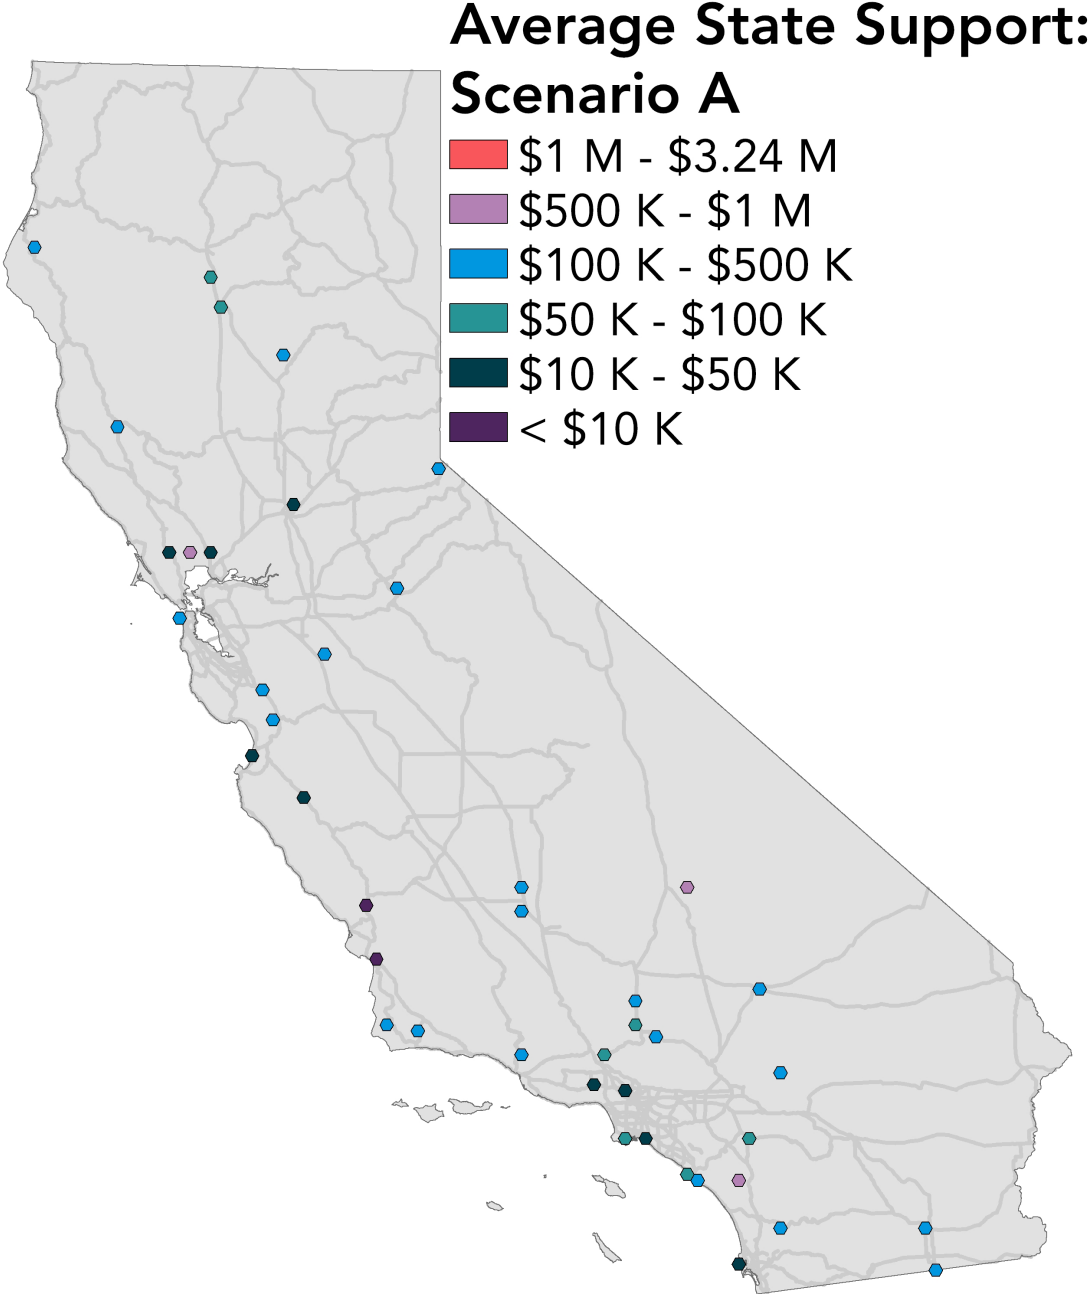 Average State Support:
Scenario A
$1 M - $3.24 M
$500 K - $1 M
$100 K - $500 K
$50 K - $100 K
$10 K - $50 K
< $10 K